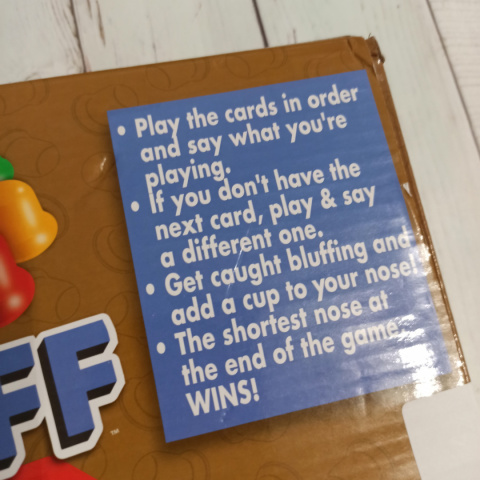 • Play the cards in order
and say what you're
playing.
• If you don't have the
next card, play & say
a different one.
• Get caught bluffing and
add a cup to your nose!
• The shortest nose at
the end of the game
WINS!
FF
™